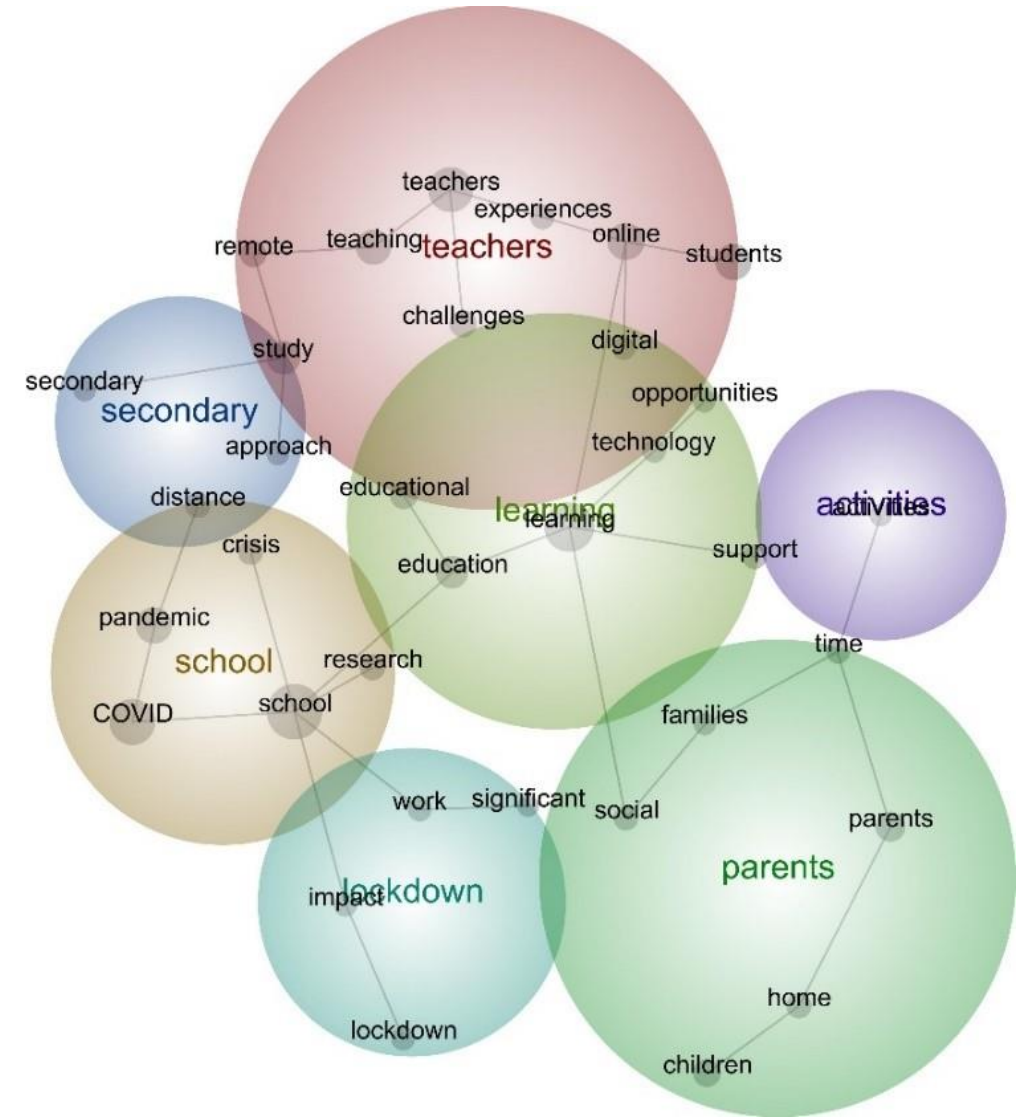 teachers
experiences
remote
teaching
teachers
online
students
challenges
digital
study
secondary
opportunities
secondary
technology
approach
educational
distance
learning
learning
activities
activities
crisis
support
education
pandemic
time
school
research
school
COVID
families
work
significant
social
parents
parents
impact
lockdown
home
lockdown
children